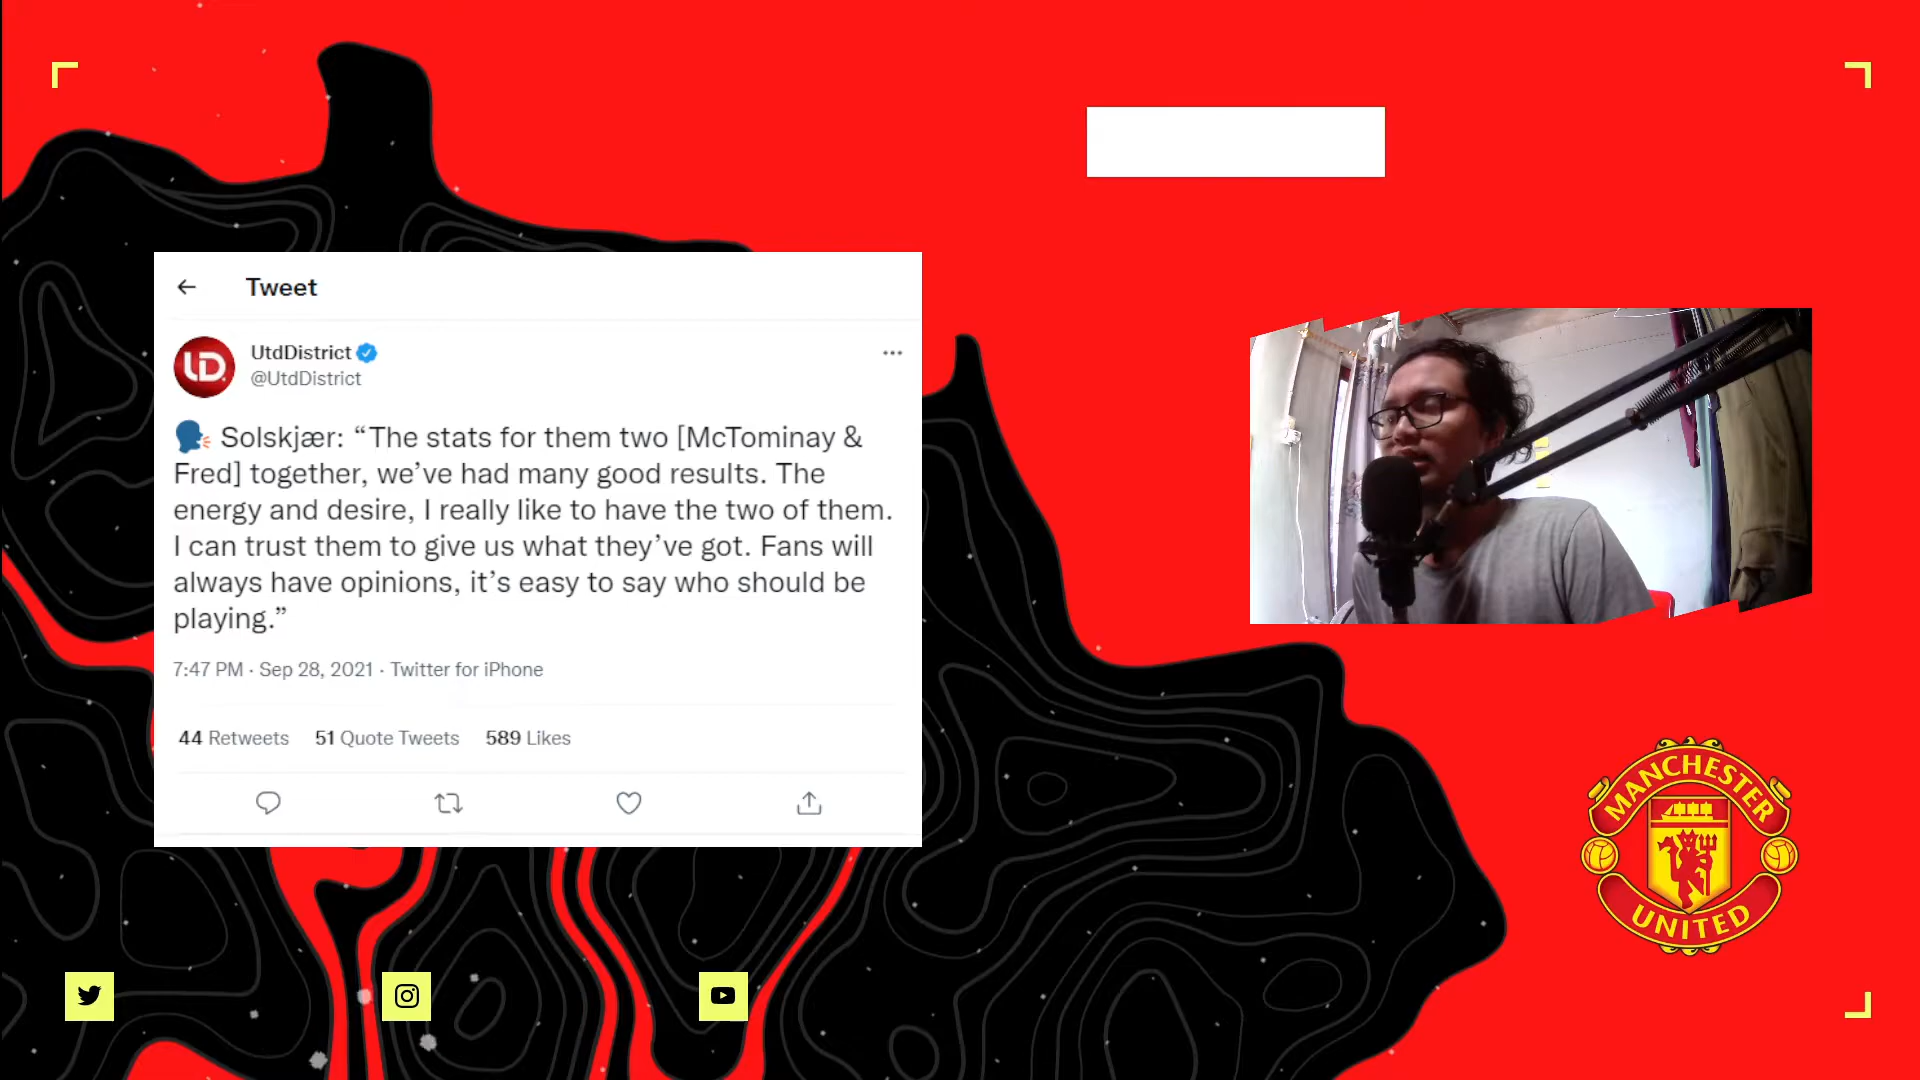 Tweet
UtdDistrict
@UtdDistrict
Solskjær: “The stats for them two [McTominay &
Fred] together, we’ve had many good results. The
energy and desire, I really like to have the two of them.
I can trust them to give us what they’ve got. Fans will
always have opinions, it’s easy to say who should be
playing.”
7:47 PM · Sep 28, 2021 · Twitter for iPhone
44 Retweets 51 Quote Tweets 589 Likes
MANCHESTER
UNITED